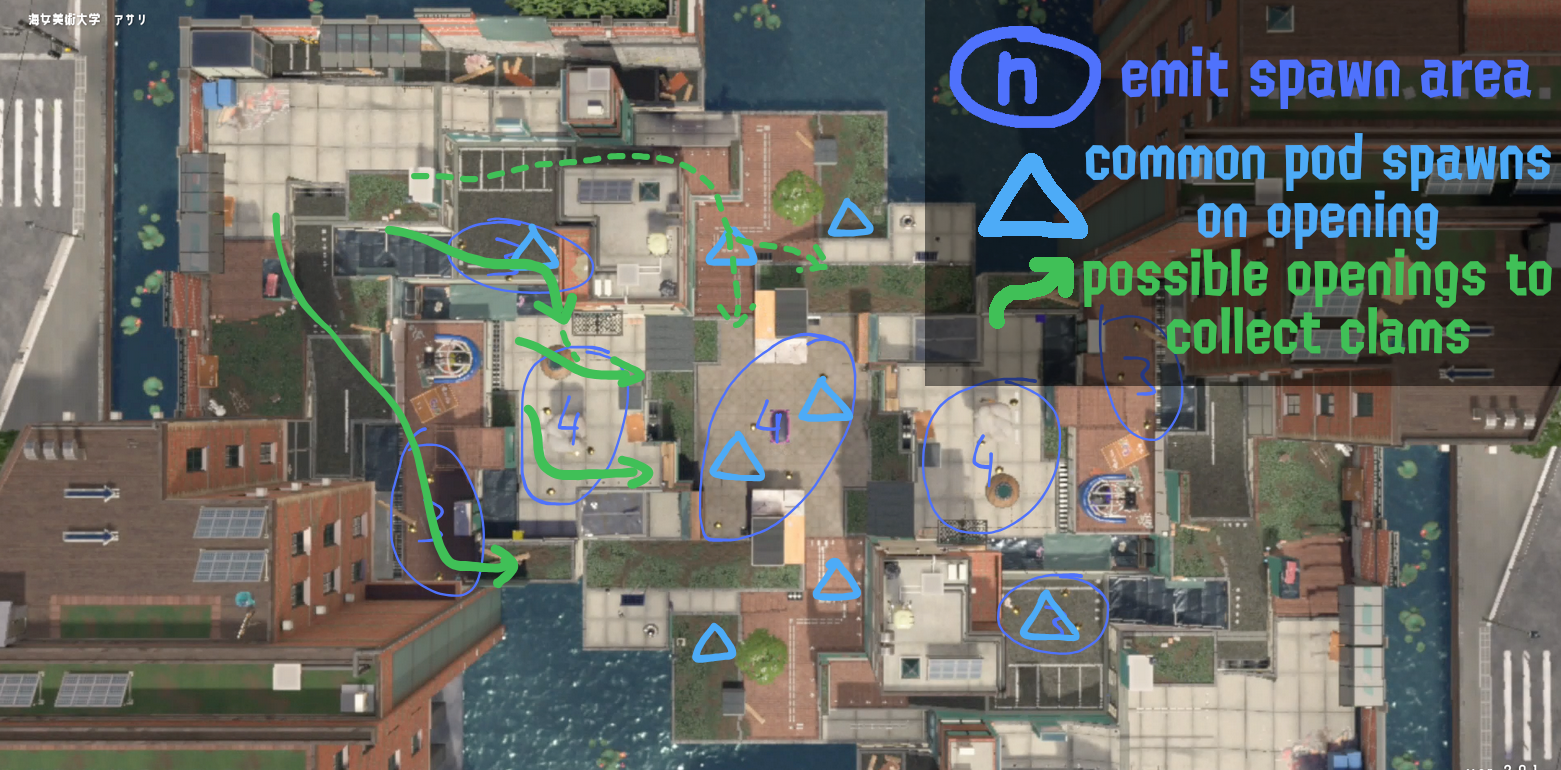 海女美術大学 アサリ
n emit spawn area
common pod spawns
on opening
possible openings to
collect clams
3
4
4
4